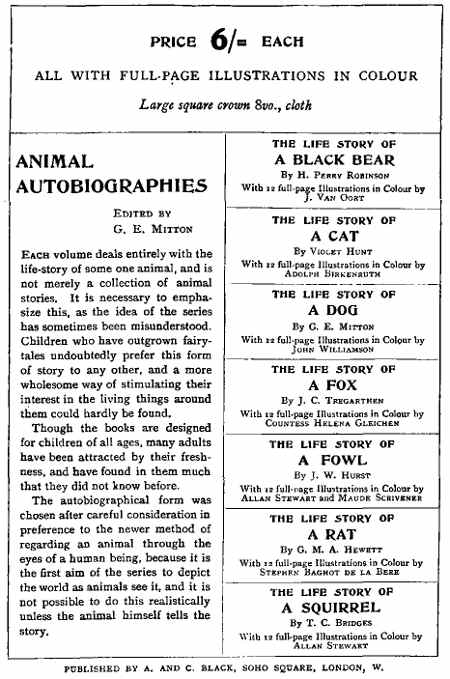 PRICE 6/= EACH
ALL WITH FULL-PAGE ILLUSTRATIONS IN COLOUR
Large square crown 8vo., cloth
ANIMAL
AUTOBIOGRAPHIES
EDITED BY
G. E. MITTON
EACH volume deals entirely with the
life-story of some one animal, and is
not merely a collection of animal
stories. It is necessary to empha-
size this, as the idea of the series
has sometimes been misunderstood.
Children who have outgrown fairy-
tales undoubtedly prefer this form
of story to any other, and a more
wholesome way of stimulating their
interest in the living things around
them could hardly be found.
Though the books are designed
for children of all ages, many adults
have been attracted by their fresh-
ness, and have found in them much
that they did not know before.
The autobiographical form was
chosen after careful consideration in
preference to the newer method of
regarding an animal through the
eyes of a human being, because it is
the first aim of the series to depict
the world as animals see it, and it is
not possible to do this realistically
unless the animal himself tells the
story.
THE LIFE STORY OF
A BLACK BEAR
By H. PERRY ROBINSON
With 12 full-page Illustrations in Colour by
J. VAN OORT
THE LIFE STORY OF
A CAT
By VIOLET HUNT
With 12 full-page Illustrations in Colour by
ADOLPH BIRKENRUTH
THE LIFE STORY OF
A DOG
By G. E. MITTON
With 12 full-page Illustrations in Colour by
JOHN WILLIAMSON
THE LIFE STORY OF
A FOX
By J. C. TREGARTHEN
With 12 full-page Illustrations in Colour by
COUNTESS HELENA GLEICHEN
THE LIFE STORY OF
A FOWL
By J. W. HURST
With 12 full-page Illustrations in Colour by
ALLAN STEWART and MAUDE SCRIVENER
THE LIFE STORY OF
A RAT
By G. M. A. HEWETT
With 12 full-page Illustrations in Colour by
STEPHEN BAGHOT DE LA BERE
THE LIFE STORY OF
A SQUIRREL
By T. C. BRIDGES
With 12 full-page Illustrations in Colour by
ALLAN STEWART
PUBLISHED BY A. AND C. BLACK, SOHO SQUARE, LONDON, W.